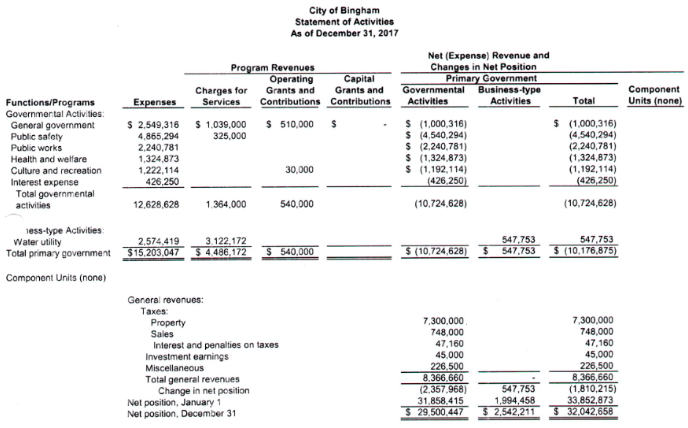 City of Bingham
Statement of Activities
As of December 31, 2017
Net (Expense) Revenue and
Program Revenues Changes in Net Position
Operating Capital Primary Government
Charges for Grants and Grants and Governmental Business-type Component
Functions/Programs Expenses Services Contributions Contributions Activities Activities Total Units (none)
Governmental Activities:
General government $ 2,549,316 $ 1,039,000 $ 510,000 $ - $ (1,000,316) $ (1,000,316)
Public safety 4,865,294 325,000 $ (4,540,294) (4,540,294)
Public works 2,240,781 $ (2,240,781) (2,240,781)
Health and welfare 1,324,873 $ (1,324,873) (1,324,873)
Culture and recreation 1,222,114 30,000 $ (1,192,114) (1,192,114)
Interest expense 426,250 (426,250) (426,250)
Total governmental
activities 12,628,628 1,364,000 540,000 (10,724,628) (10,724,628)
iess-type Activities:
Water utility 2,574,419 3,122,172 547,753 547,753
Total primary government $15,203,047 $ 4,486,172 $ 540,000 $ (10,724,628) $ 547,753 $ (10,176,875)
Component Units (none)
General revenues:
Taxes:
Property 7,300,000 7,300,000
Sales 748,000 748,000
Interest and penalties on taxes 47,160 47,160
Investment earnings 45,000 45,000
Miscellaneous 226,500 226,500
Total general revenues 8,366,660 - 8,366,660
Change in net position (2,357,968) 547,753 (1,810,215)
Net position, January 1 31,858,415 1,994,458 33,852,873
Net position, December 31 $ 29,500,447 $ 2,542,211 $ 32,042,658